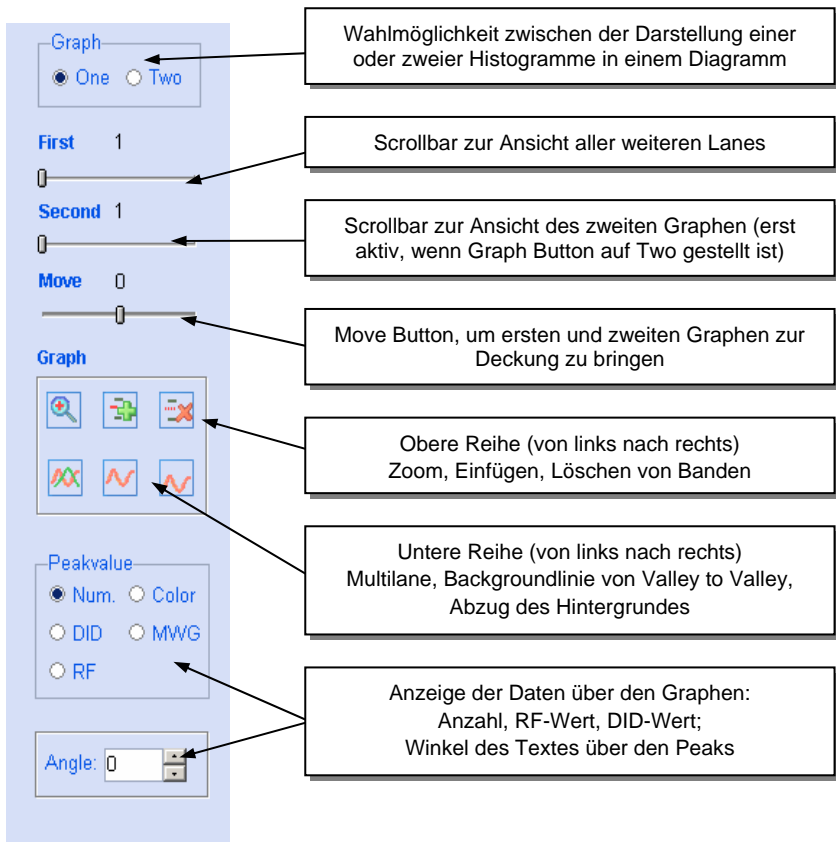 Graph
One Two
First 1
Second 1
Move 0
Graph
Peakvalue
Num. Color
DID MWG
RF
Angle: 0
Wahlmöglichkeit zwischen der Darstellung einer
oder zweier Histogramme in einem Diagramm
Scrollbar zur Ansicht aller weiteren Lanes
Scrollbar zur Ansicht des zweiten Graphen (erst
aktiv, wenn Graph Button auf Two gestellt ist)
Move Button, um ersten und zweiten Graphen zur
Deckung zu bringen
Obere Reihe (von links nach rechts)
Zoom, Einfügen, Löschen von Banden
Untere Reihe (von links nach rechts)
Multilane, Backgroundlinie von Valley to Valley,
Abzug des Hintergrundes
Anzeige der Daten über den Graphen:
Anzahl, RF-Wert, DID-Wert;
Winkel des Textes über den Peaks